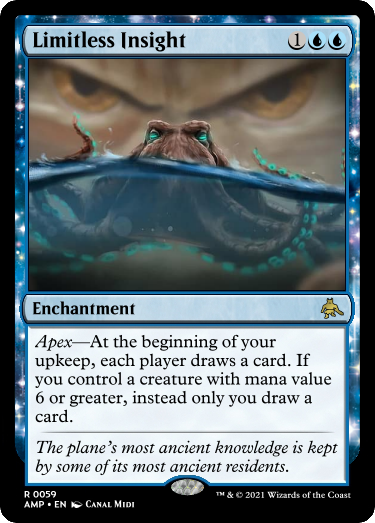 Limitless Insight 1
Enchantment
Apex—At the beginning of your
upkeep, each player draws a card. If
you control a creature with mana value
6 or greater, instead only you draw a
card.
The plane's most ancient knowledge is kept
by some of its most ancient residents.
R 0059
AMP • EN Canal Midi
™ & © 2021 Wizards of the Coast